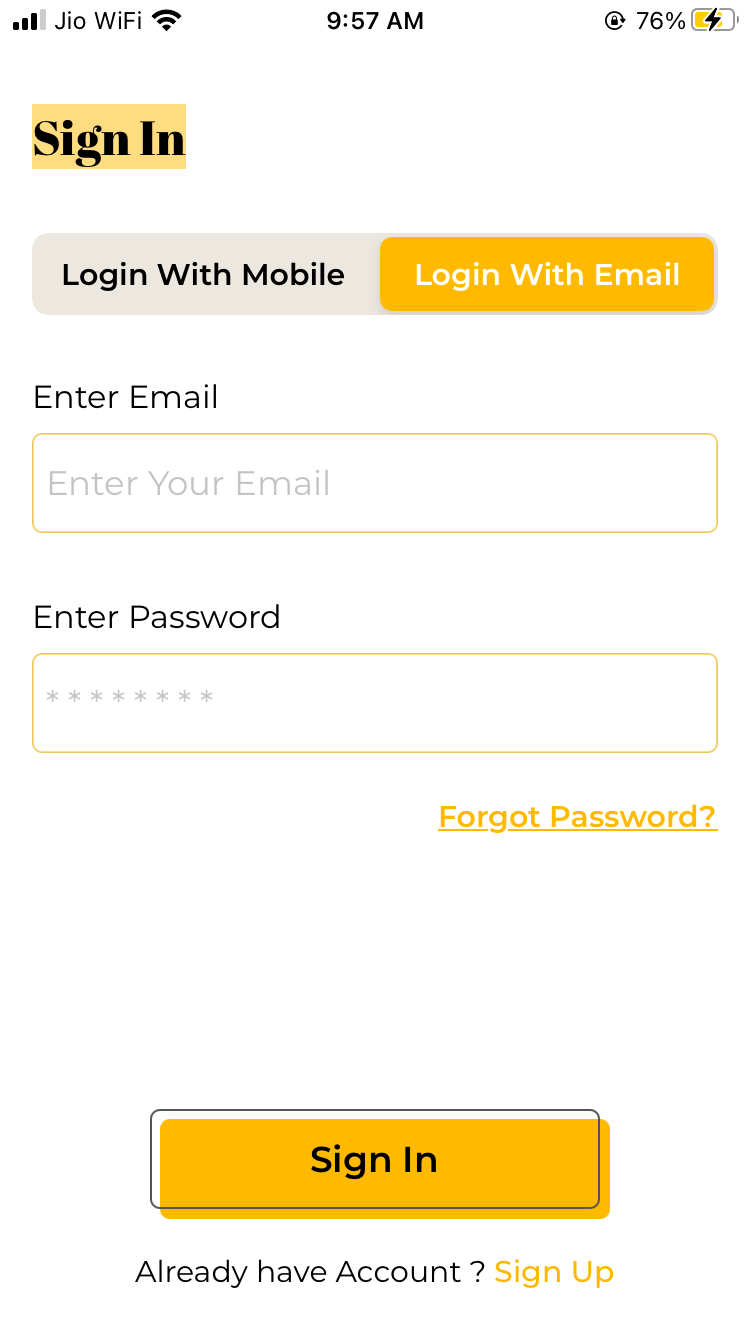 Jio WiFi 9:57 AM 76%
Sign In
Login With Mobile Login With Email
Enter Email
Enter Your Email
Enter Password
********
Forgot Password?
Sign In
Already have Account ? Sign Up